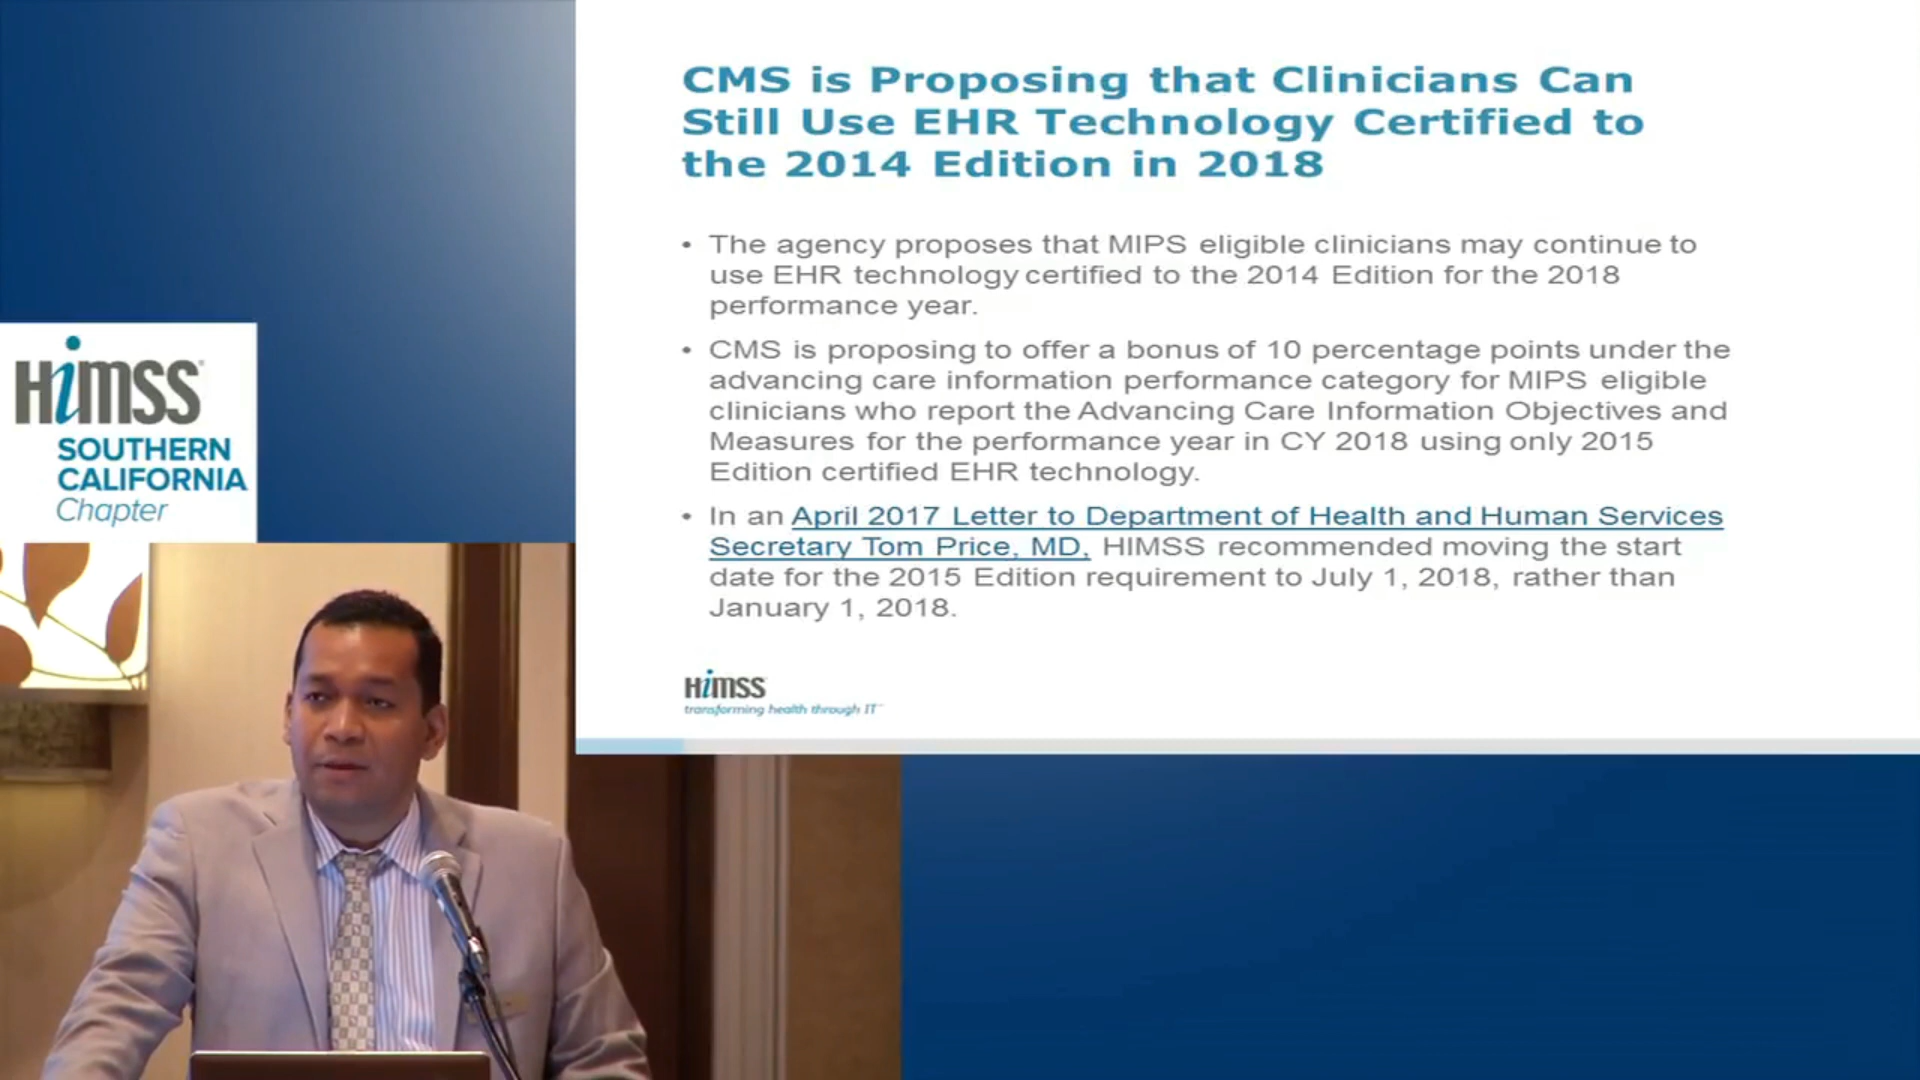 CMS is Proposing that Clinicians Can
Still Use EHR Technology Certified to
the 2014 Edition in 2018
• The agency proposes that MIPS eligible clinicians may continue to
use EHR technology certified to the 2014 Edition for the 2018
performance year.
• CMS is proposing to offer a bonus of 10 percentage points under the
advancing care information performance category for MIPS eligible
clinicians who report the Advancing Care Information Objectives and
Measures for the performance year in CY 2018 using only 2015
Edition certified EHR technology.
• In an April 2017 Letter to Department of Health and Human Services
Secretary Tom Price, MD, HIMSS recommended moving the start
date for the 2015 Edition requirement to July 1, 2018, rather than
January 1, 2018.
HiMSS
transforming health through IT™
HiMSS®
SOUTHERN
CALIFORNIA
Chapter